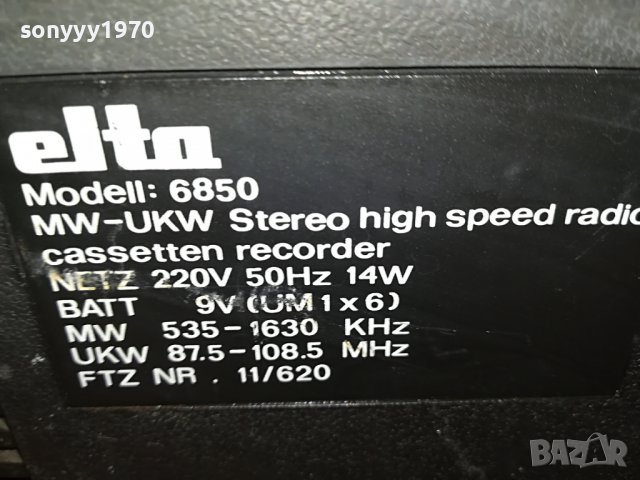 sonyyy1970
elta
Modell: 6850
MW-UKW Stereo high speed radio
cassetten recorder
NETZ 220V 50Hz 14W
BATT 9V (UM1x6)
MW 535-1630 KHz
UKW 87.5-108.5 MHz
FTZ NR. 11/620
BAZAR